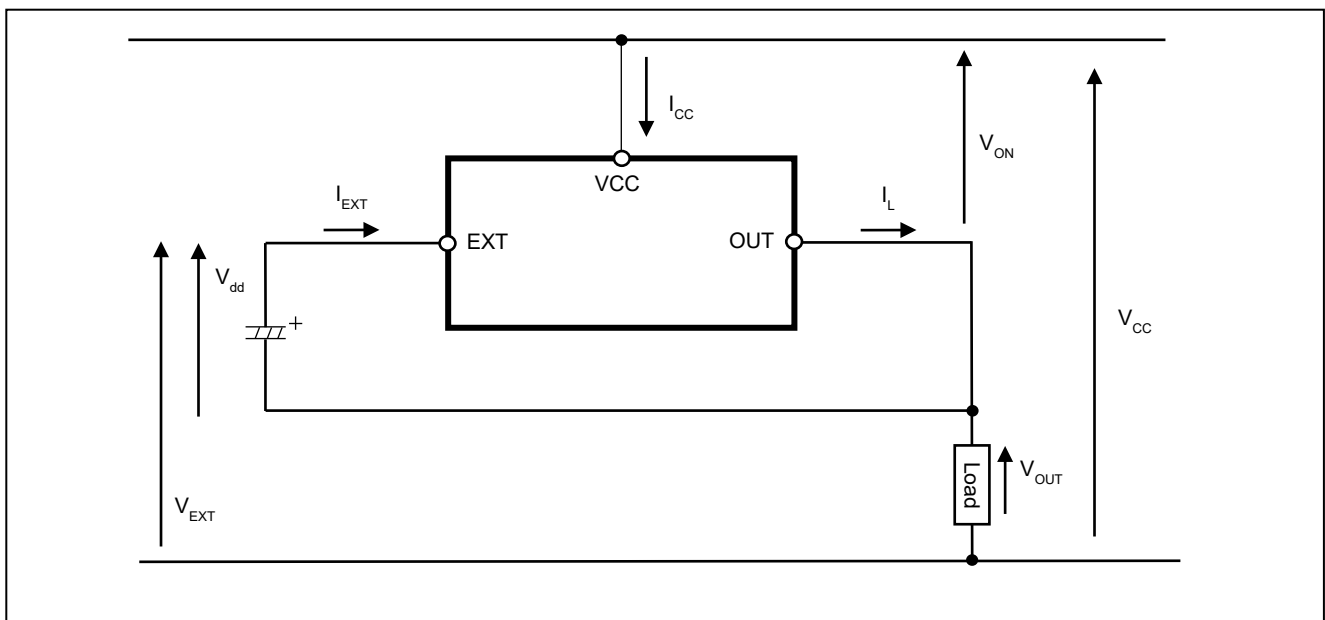 I_CC
V_ON
VCC
I_EXT
I_L
EXT
OUT
V_dd
+
V_CC
Load
V_OUT
V_EXT